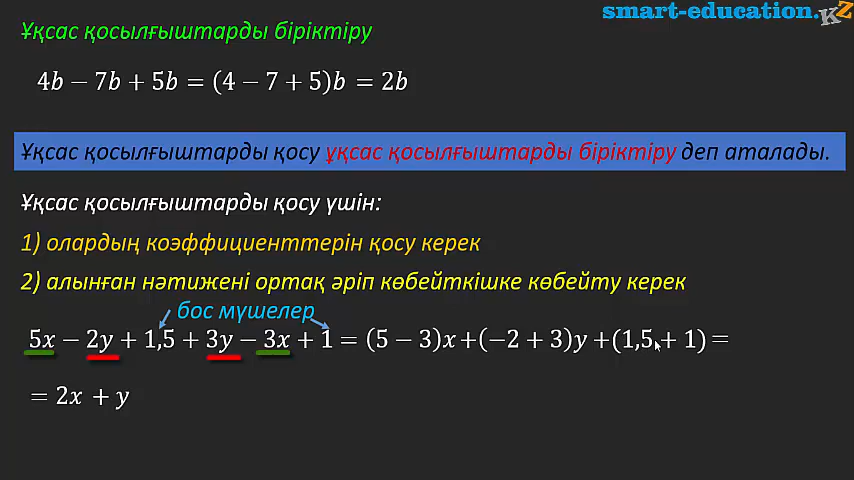 smart-education.KZ
Ұқсас қосылғыштарды біріктіру
4b − 7b + 5b = (4 − 7 + 5)b = 2b
Ұқсас қосылғыштарды қосу ұқсас қосылғыштарды біріктіру деп аталады.
Ұқсас қосылғыштарды қосу үшін:
1) олардың коэффициенттерін қосу керек
2) алынған нәтижені ортақ әріп көбейткішке көбейту керек
бос мүшелер
5x − 2y + 1,5 + 3y − 3x + 1 = (5 − 3)x +(−2 + 3)y +(1,5 + 1) =
= 2x + y